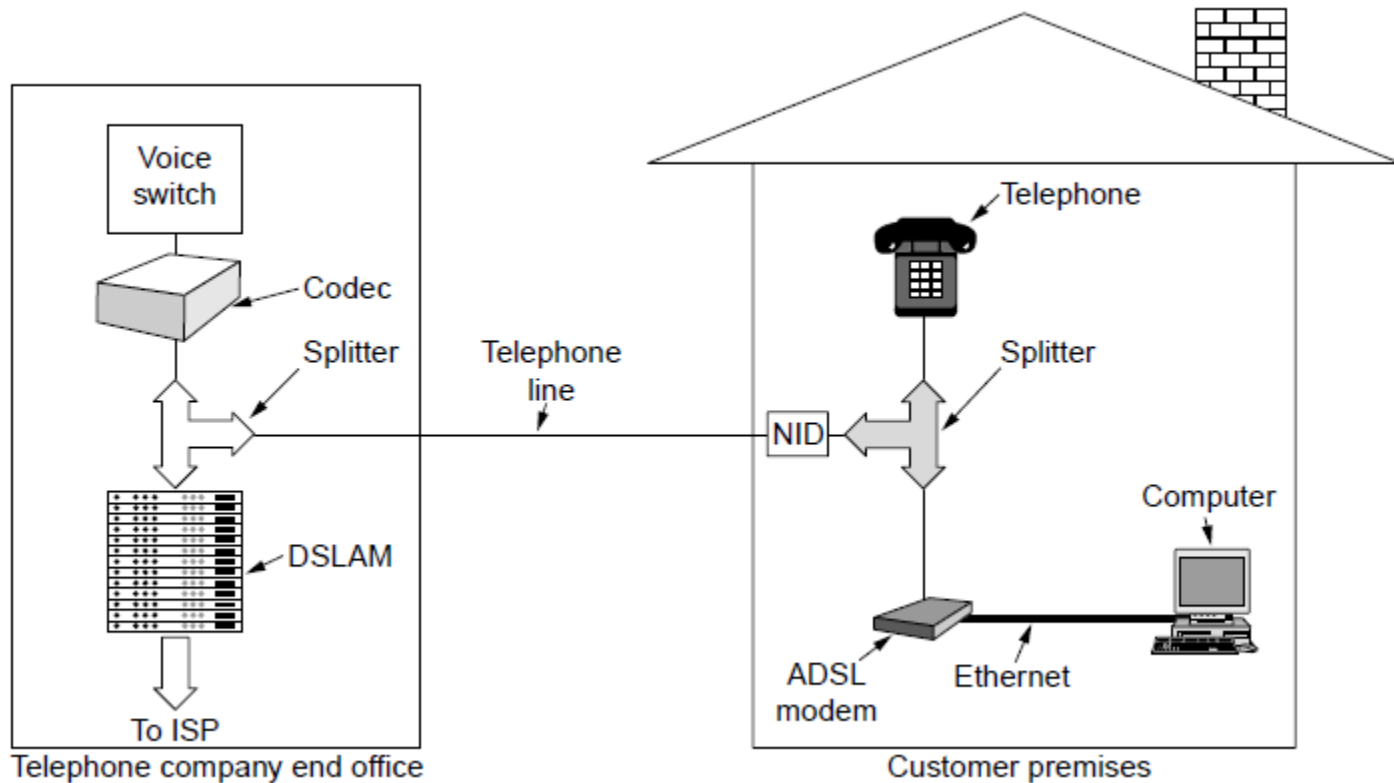 Voice
switch
Codec
Splitter
DSLAM
To ISP
Telephone company end office
Telephone
line
NID
Telephone
Splitter
Computer
ADSL
modem
Ethernet
Customer premises